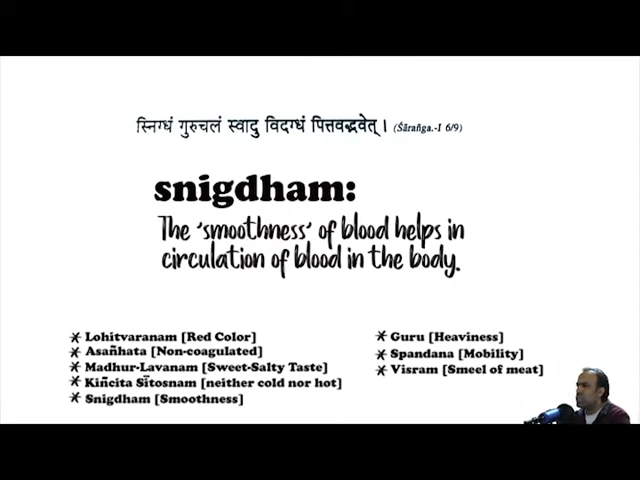 स्निग्धं गुरुचलं स्वादु विदग्धं पित्तवद्भवेत् । (Śārañga.-I 6/9)
snigdham:
The 'smoothness' of blood helps in
circulation of blood in the body.
* Lohitvaranam [Red Color]
* Asañhata [Non-coagulated]
* Madhur-Lavanam [Sweet-Salty Taste]
* Kiñcita Sītosnam [neither cold nor hot]
* Snigdham [Smoothness]
* Guru [Heaviness]
* Spandana [Mobility]
* Visram [Smeel of meat]